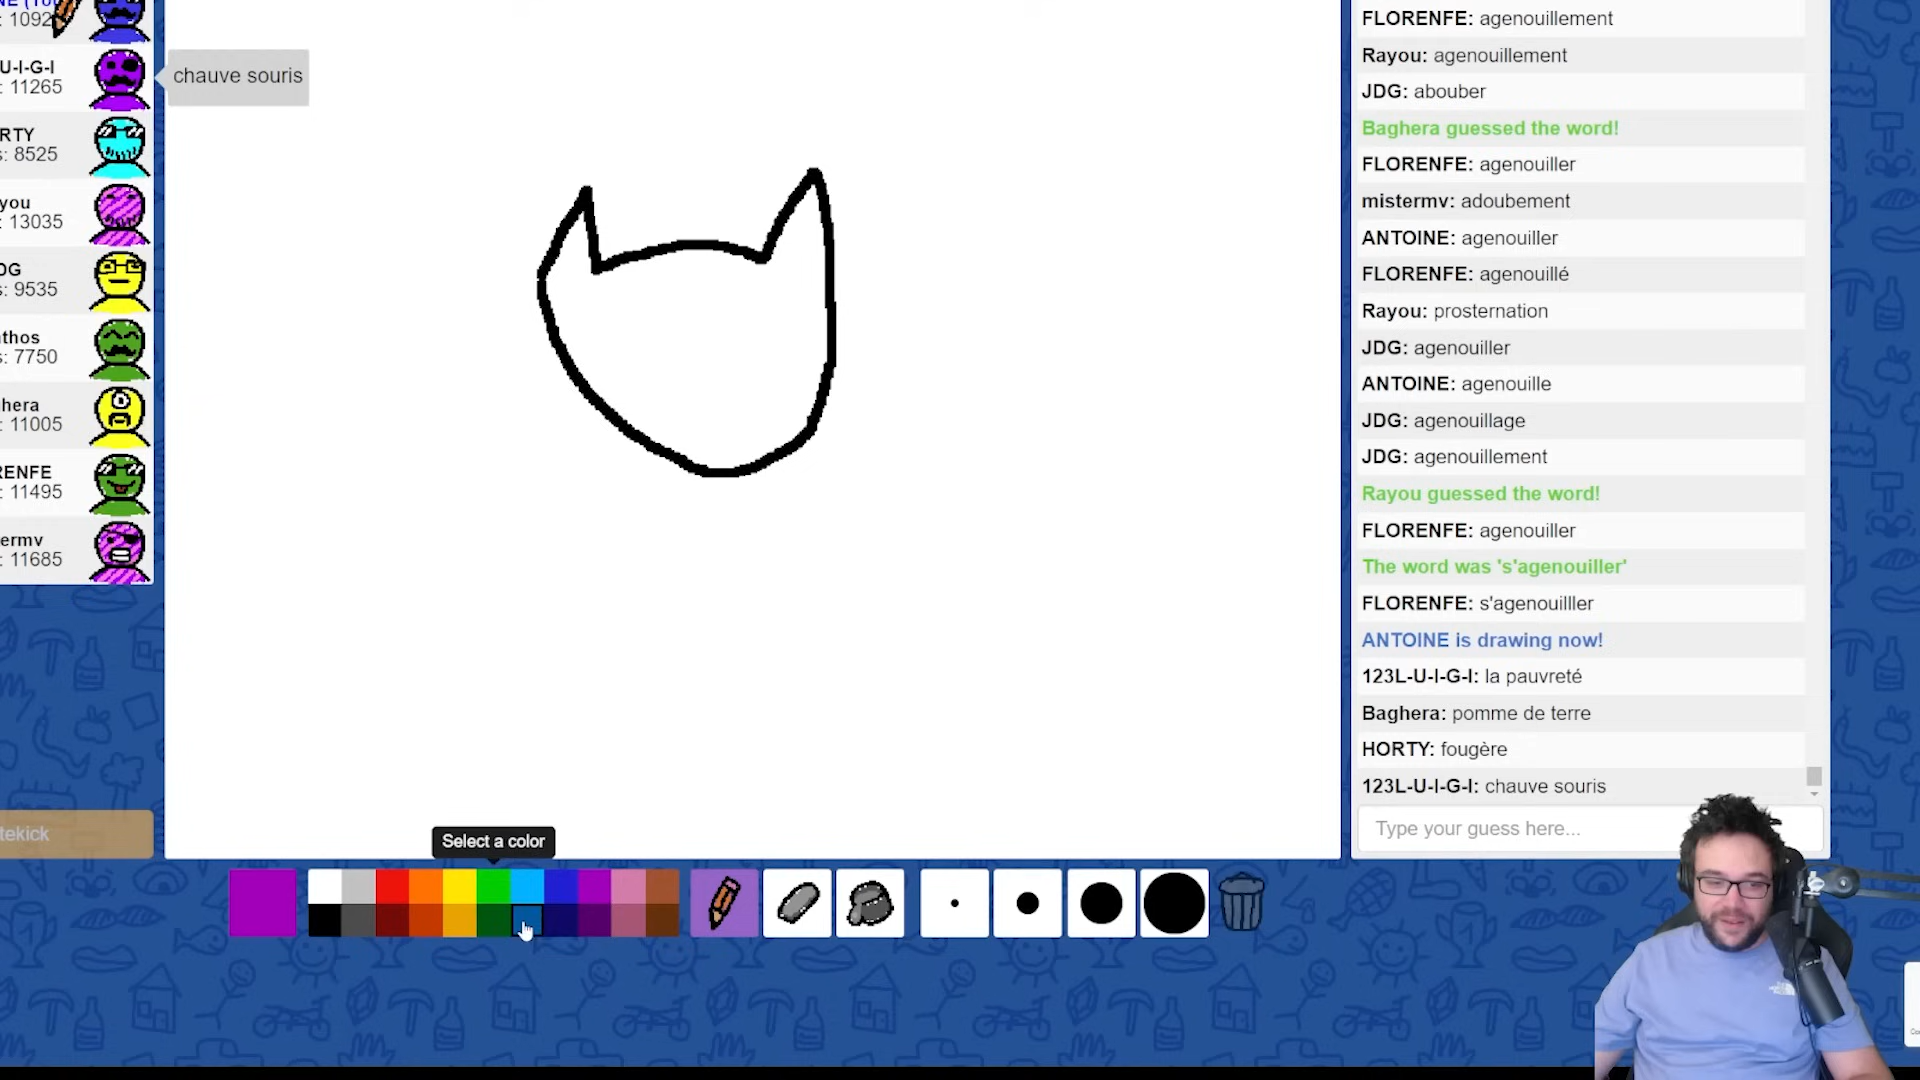 : 1092
U-I-G-I
: 11265
chauve souris
RTY
s: 8525
you
: 13035
OG
s: 9535
thos
s: 7750
hera
: 11005
RENFE
: 11495
ermv
: 11685
tekick
Select a color
FLORENFE: agenouillement
Rayou: agenouillement
JDG: abouber
Baghera guessed the word!
FLORENFE: agenouiller
mistermv: adoubement
ANTOINE: agenouiller
FLORENFE: agenouillé
Rayou: prosternation
JDG: agenouiller
ANTOINE: agenouille
JDG: agenouillage
JDG: agenouillement
Rayou guessed the word!
FLORENFE: agenouiller
The word was 's'agenouiller'
FLORENFE: s'agenouilller
ANTOINE is drawing now!
123L-U-I-G-I: la pauvreté
Baghera: pomme de terre
HORTY: fougère
123L-U-I-G-I: chauve souris
Type your guess here...